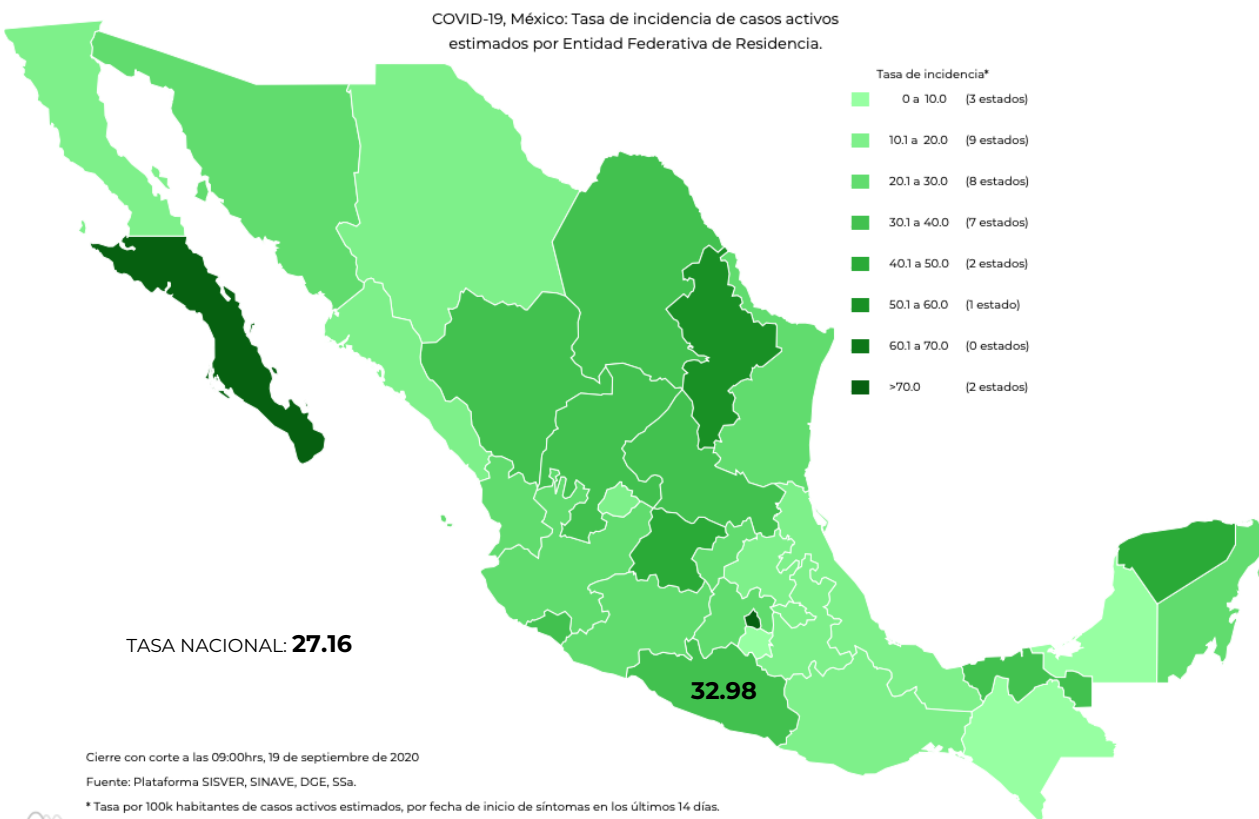 COVID-19, México: Tasa de incidencia de casos activos
estimados por Entidad Federativa de Residencia.
Tasa de incidencia*
0 a 10.0 (3 estados)
10.1 a 20.0 (9 estados)
20.1 a 30.0 (8 estados)
30.1 a 40.0 (7 estados)
40.1 a 50.0 (2 estados)
50.1 a 60.0 (1 estado)
60.1 a 70.0 (0 estados)
>70.0 (2 estados)
TASA NACIONAL: 27.16
32.98
Cierre con corte a las 09:00hrs, 19 de septiembre de 2020
Fuente: Plataforma SISVER, SINAVE, DGE, SSa.
* Tasa por 100k habitantes de casos activos estimados, por fecha de inicio de síntomas en los últimos 14 días.